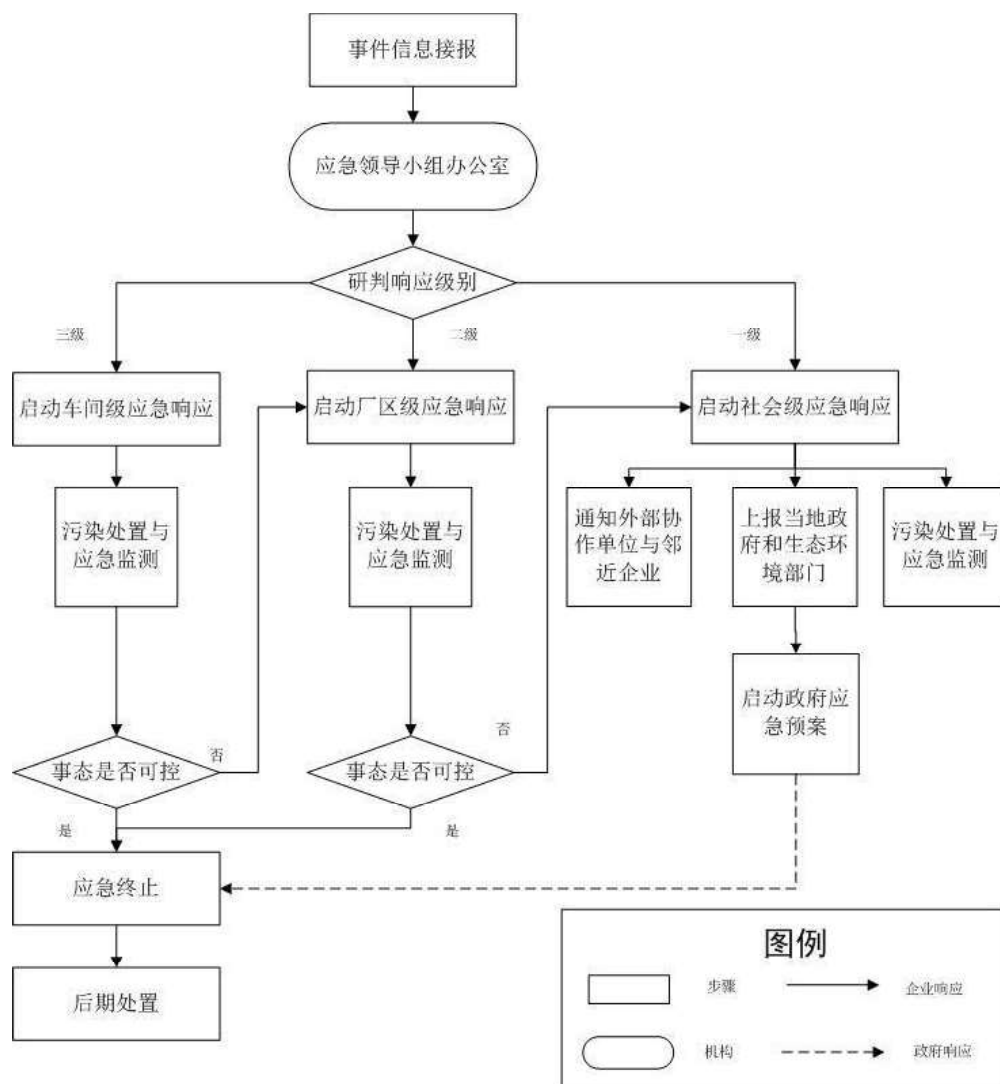 事件信息接报
应急领导小组办公室
研判响应级别
三级
二级
一级
启动车间级应急响应
启动厂区级应急响应
启动社会级应急响应
污染处置与
应急监测
污染处置与
应急监测
通知外部协
作单位与邻
近企业
上报当地政
府和生态环
境部门
污染处置与
应急监测
启动政府应
急预案
事态是否可控
否
事态是否可控
否
是
是
应急终止
后期处置
图例
步骤
企业响应
机构
政府响应